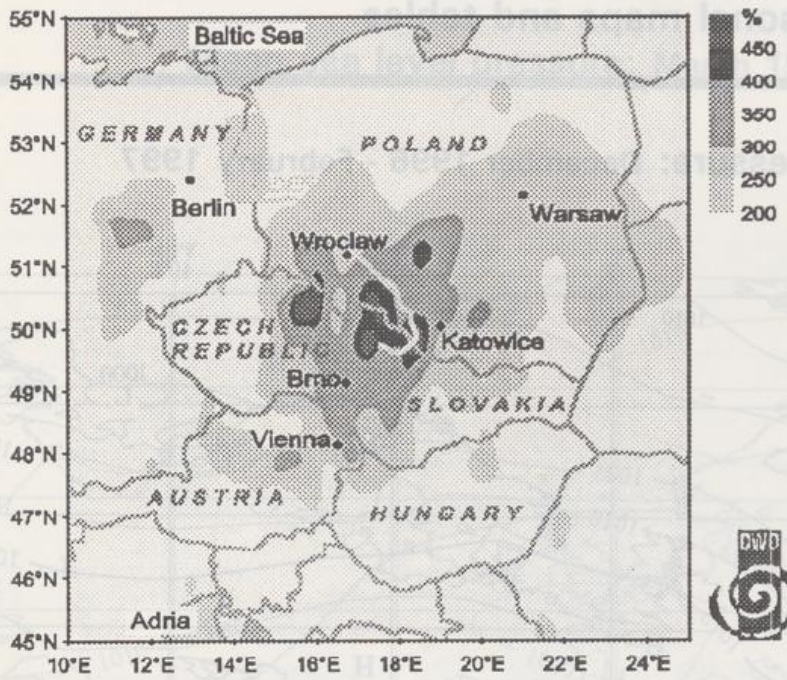 55°N
54°N
53°N
52°N
51°N
50°N
49°N
48°N
47°N
46°N
45°N
10°E 12°E 14°E 16°E 18°E 20°E 22°E 24°E
Baltic Sea
GERMANY
POLAND
Berlin
Warsaw
Wroclaw
CZECH
REPUBLIC
Katowice
Brno
SLOVAKIA
Vienna
AUSTRIA
HUNGARY
Adria
%
450
400
350
300
250
200
DWD